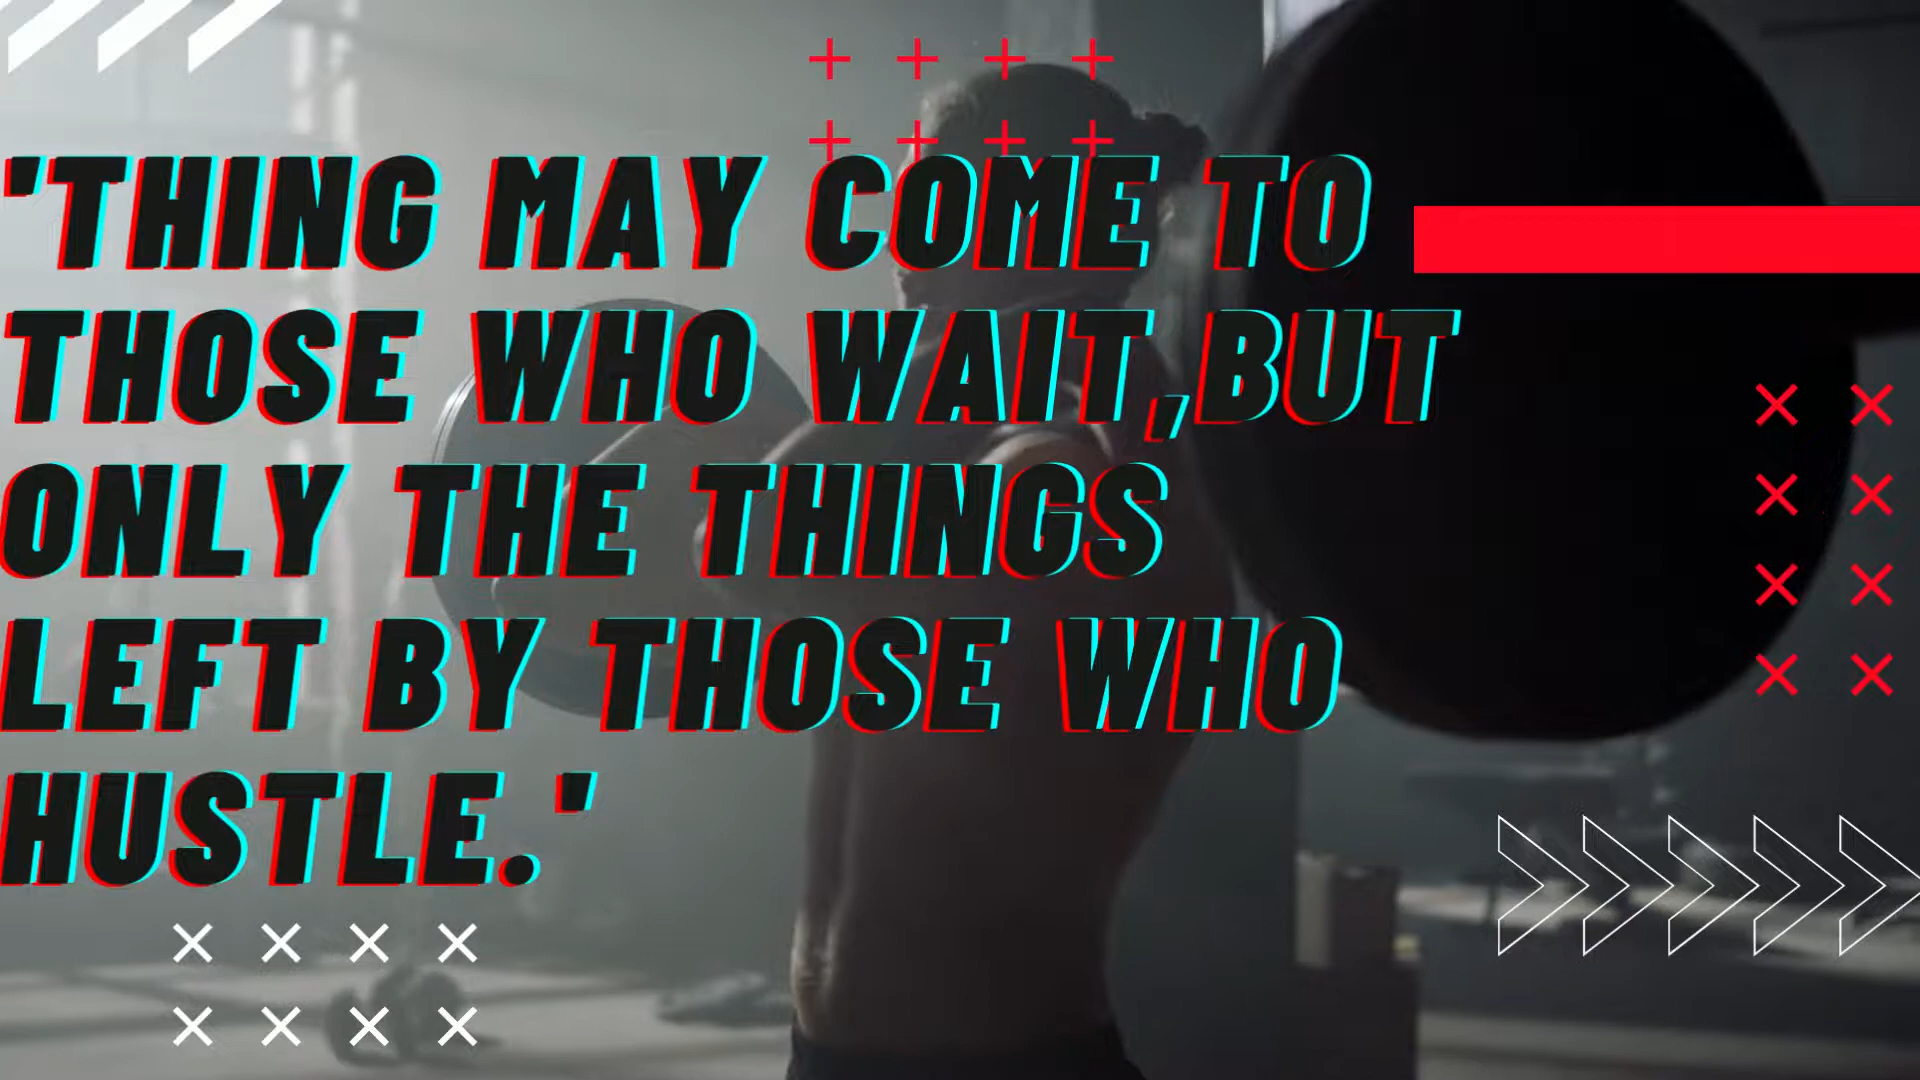 'THING MAY COME TO
THOSE WHO WAIT,BUT
ONLY THE THINGS
LEFT BY THOSE WHO
HUSTLE.'